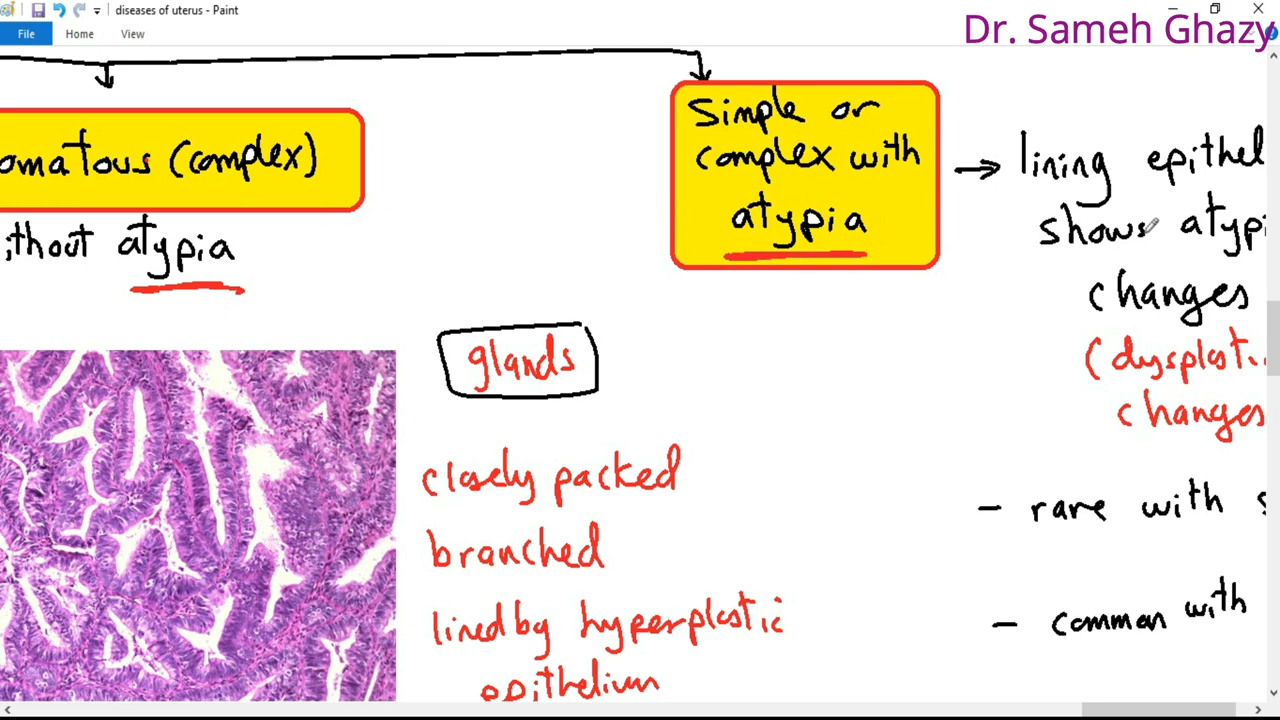 diseases of uterus - Paint
File Home View
Dr. Sameh Ghazy
omatous (complex)
ithout atypia
Simple or
complex with
atypia
→ lining epithel
shows atypi
changes
(dysplasti
changes
- rare with s
- common with
glands
closely packed
branched
lined by hyperplastic
epithelium